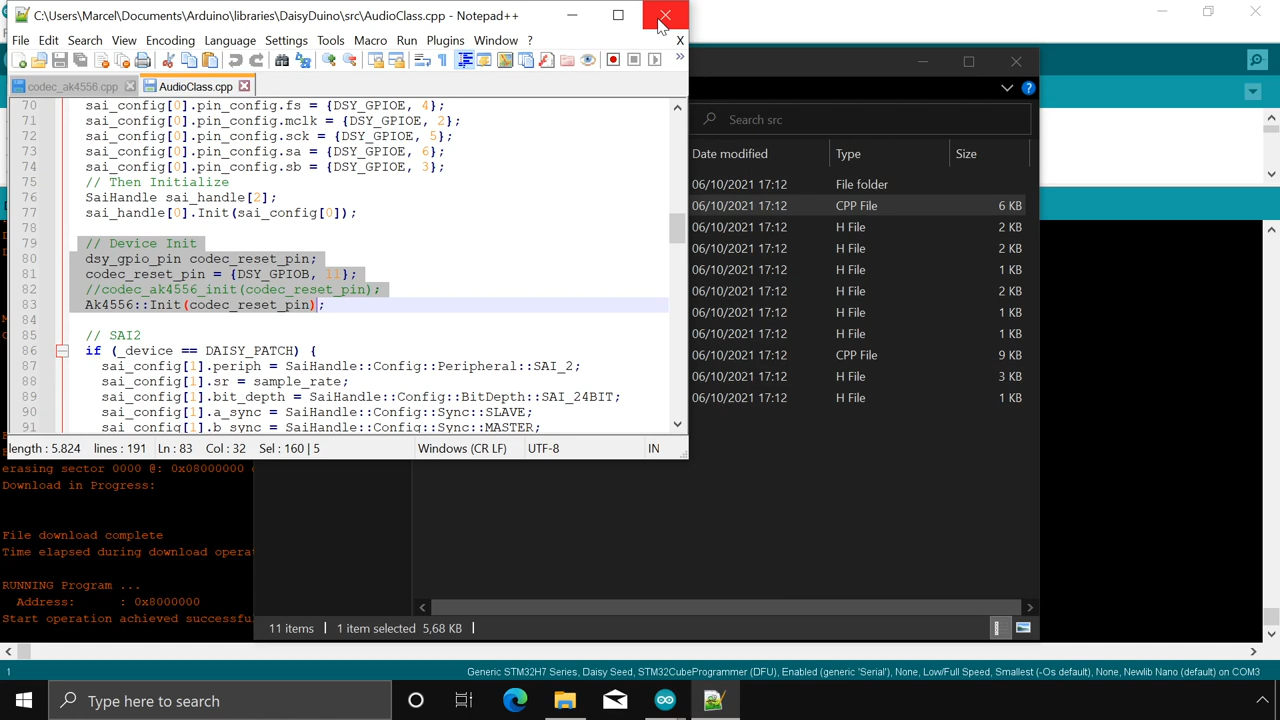 C:\Users\Marcel\Documents\Arduino\libraries\DaisyDuino\src\AudioClass.cpp - Notepad++
File Edit Search View Encoding Language Settings Tools Macro Run Plugins Window ? X
codec_ak4556.cpp AudioClass.cpp
70 sai_config[0].pin_config.fs = {DSY_GPIOE, 4};
71 sai_config[0].pin_config.mclk = {DSY_GPIOE, 2};
72 sai_config[0].pin_config.sck = {DSY_GPIOE, 5};
73 sai_config[0].pin_config.sa = {DSY_GPIOE, 6};
74 sai_config[0].pin_config.sb = {DSY_GPIOE, 3};
75 // Then Initialize
76 SaiHandle sai_handle[2];
77 sai_handle[0].Init(sai_config[0]);
78
79 // Device Init
80 dsy_gpio_pin codec_reset_pin;
81 codec_reset_pin = {DSY_GPIOB, 11};
82 //codec_ak4556_init(codec_reset_pin);
83 Ak4556::Init(codec_reset_pin);
84
85 // SAI2
86 if (_device == DAISY_PATCH) {
87 sai_config[1].periph = SaiHandle::Config::Peripheral::SAI_2;
88 sai_config[1].sr = sample_rate;
89 sai_config[1].bit_depth = SaiHandle::Config::BitDepth::SAI_24BIT;
90 sai_config[1].a_sync = SaiHandle::Config::Sync::SLAVE;
91 sai_config[1].b_sync = SaiHandle::Config::Sync::MASTER;
length : 5.824 lines : 191 Ln : 83 Col : 32 Sel : 160 | 5 Windows (CR LF) UTF-8 IN
Search src
Date modified Type Size
06/10/2021 17:12 File folder
06/10/2021 17:12 CPP File 6 KB
06/10/2021 17:12 H File 2 KB
06/10/2021 17:12 H File 2 KB
06/10/2021 17:12 H File 2 KB
06/10/2021 17:12 H File 2 KB
06/10/2021 17:12 H File 1 KB
06/10/2021 17:12 H File 1 KB
06/10/2021 17:12 CPP File 9 KB
06/10/2021 17:12 H File 3 KB
06/10/2021 17:12 H File 1 KB
erasing sector 0000 @: 0x08000000
Download in Progress:
File download complete
Time elapsed during download
RUNNING Program ...
Address: : 0x8000000
Start operation achieved
11 items 1 item selected 5,68 KB
1 Generic STM32H7 Series, Daisy Seed, STM32CubeProgrammer (DFU), Enabled (generic 'Serial'), None, Low/Full Speed, Smallest (-Os default), None, Newlib Nano (default) on COM3
Type here to search